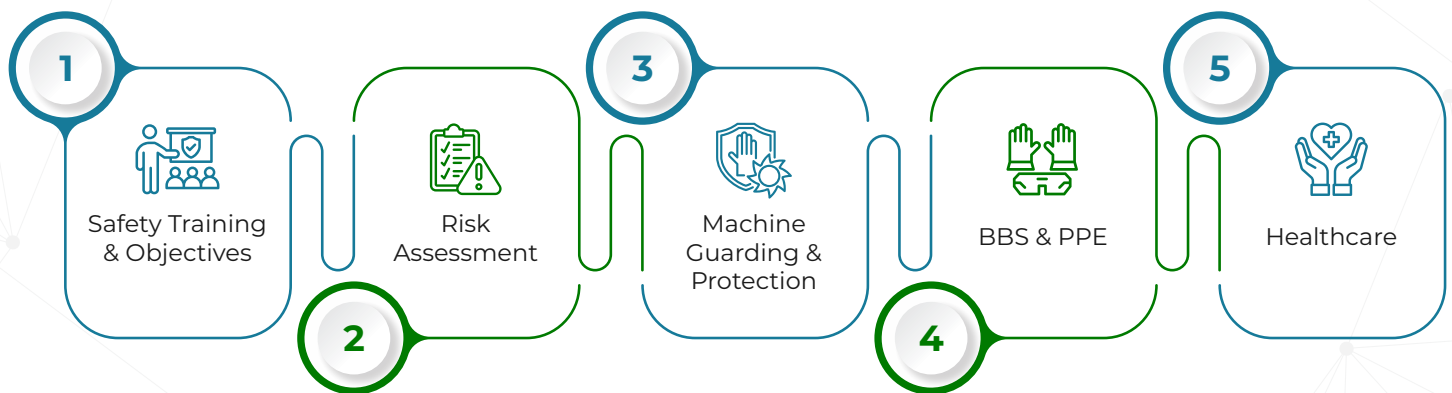 1
Safety Training
& Objectives
2
Risk
Assessment
3
Machine
Guarding &
Protection
4
BBS & PPE
5
Healthcare